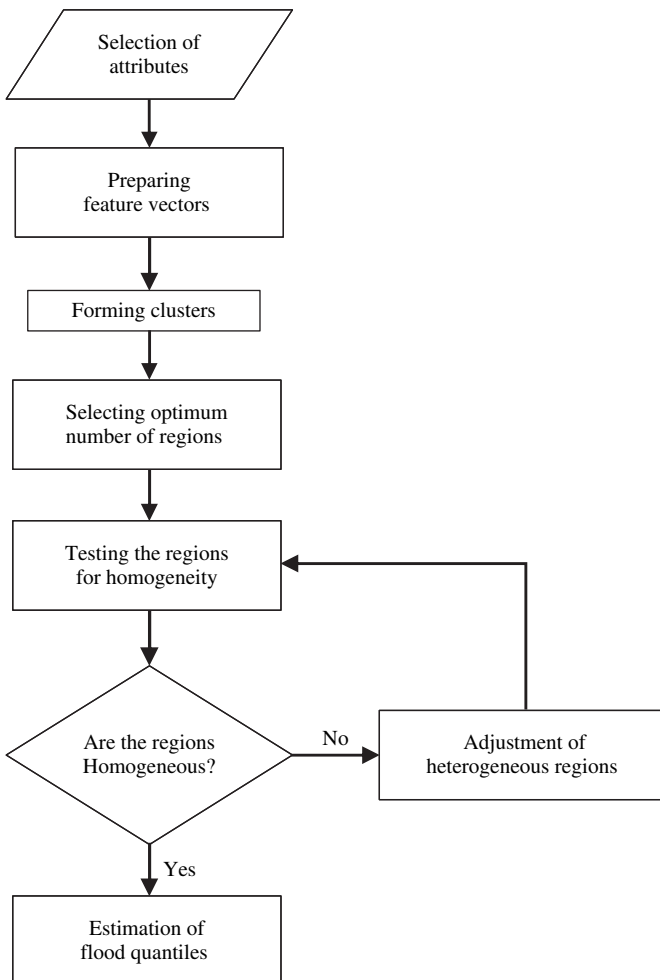 Selection of
attributes
Preparing
feature vectors
Forming clusters
Selecting optimum
number of regions
Testing the regions
for homogeneity
Are the regions
Homogeneous?
No
Adjustment of
heterogeneous regions
Yes
Estimation of
flood quantiles